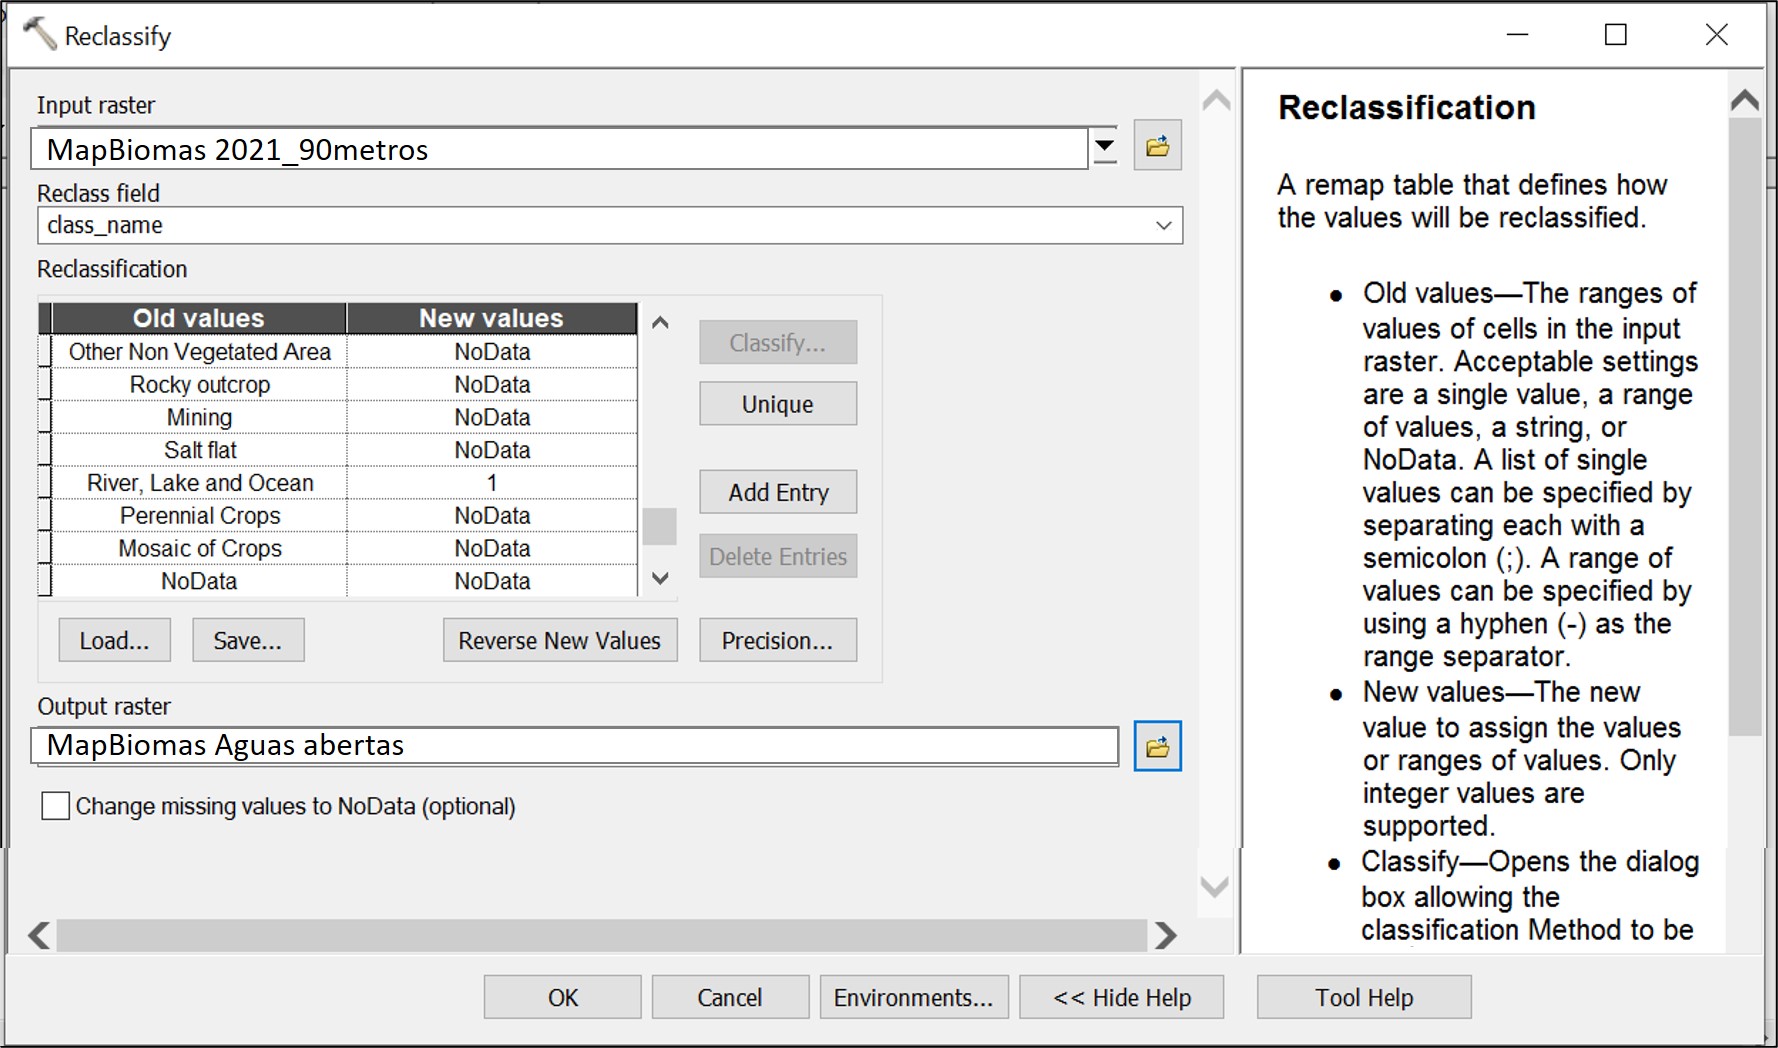 Reclassify
Input raster
MapBiomas 2021_90metros
Reclass field
class_name
Reclassification
Old values New values
Other Non Vegetated Area NoData
Rocky outcrop NoData
Mining NoData
Salt flat NoData
River, Lake and Ocean 1
Perennial Crops NoData
Mosaic of Crops NoData
NoData NoData
Classify...
Unique
Add Entry
Delete Entries
Load... Save... Reverse New Values Precision...
Output raster
MapBiomas Aguas abertas
Change missing values to NoData (optional)
OK Cancel Environments... << Hide Help Tool Help
Reclassification
A remap table that defines how
the values will be reclassified.
● Old values—The ranges of
values of cells in the input
raster. Acceptable settings
are a single value, a range
of values, a string, or
NoData. A list of single
values can be specified by
separating each with a
semicolon (;). A range of
values can be specified by
using a hyphen (-) as the
range separator.
● New values—The new
value to assign the values
or ranges of values. Only
integer values are
supported.
● Classify—Opens the dialog
box allowing the
classification Method to be